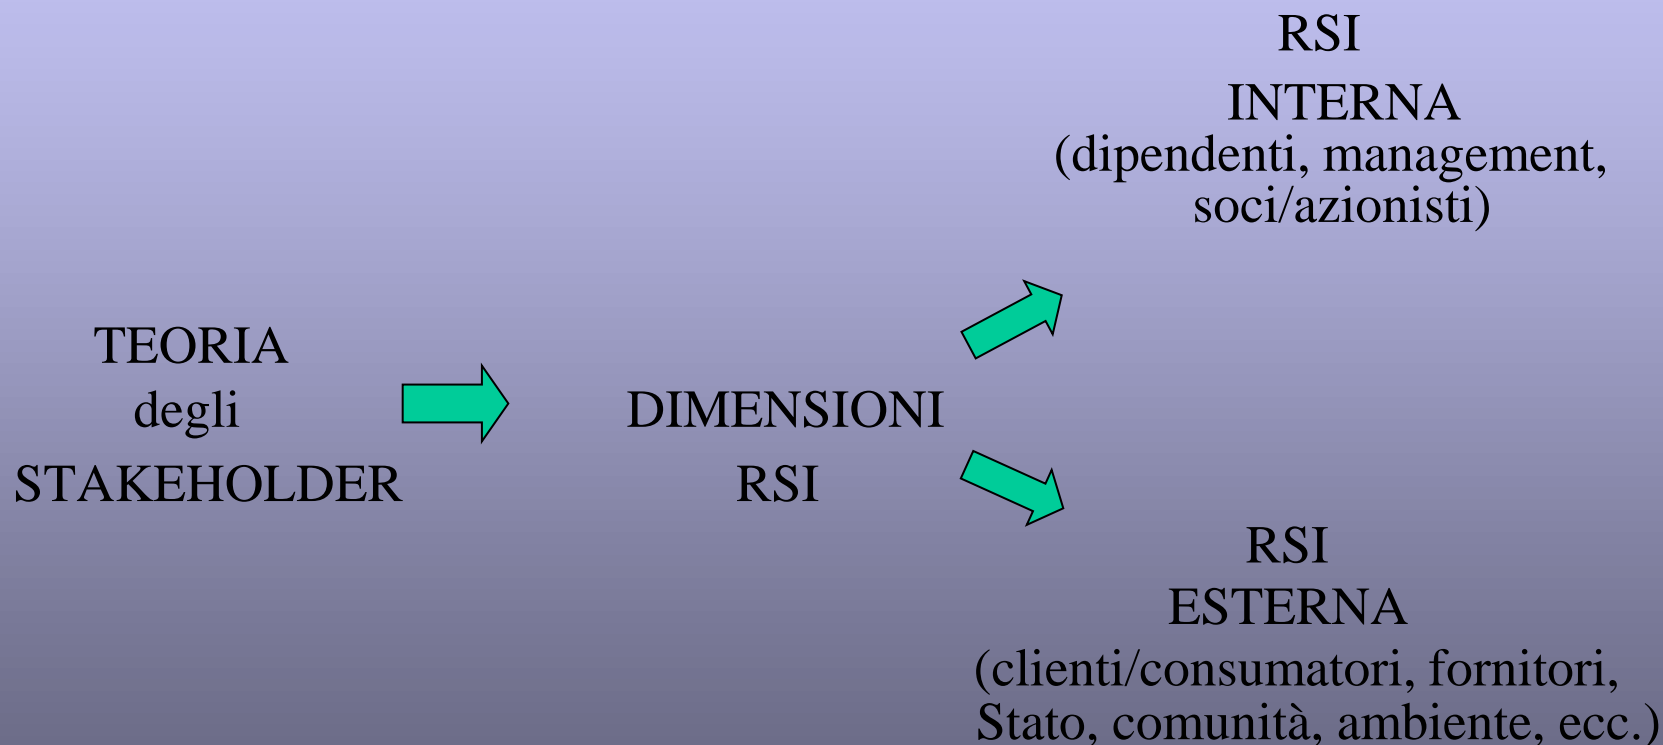 TEORIA
degli
STAKEHOLDER
DIMENSIONI
RSI
RSI
INTERNA
(dipendenti, management,
soci/azionisti)
RSI
ESTERNA
(clienti/consumatori, fornitori,
Stato, comunità, ambiente, ecc.)